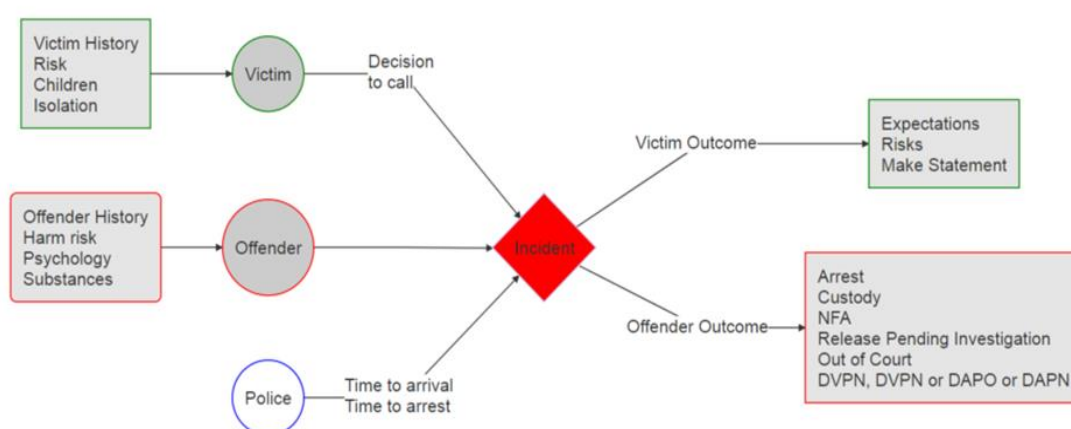 Victim History
Risk
Children
Isolation
Victim
Decision
to call
Offender History
Harm risk
Psychology
Substances
Offender
Police
Time to arrival
Time to arrest
Incident
Victim Outcome
Expectations
Risks
Make Statement
Offender Outcome
Arrest
Custody
NFA
Release Pending Investigation
Out of Court
DVPN, DVPN or DAPO or DAPN